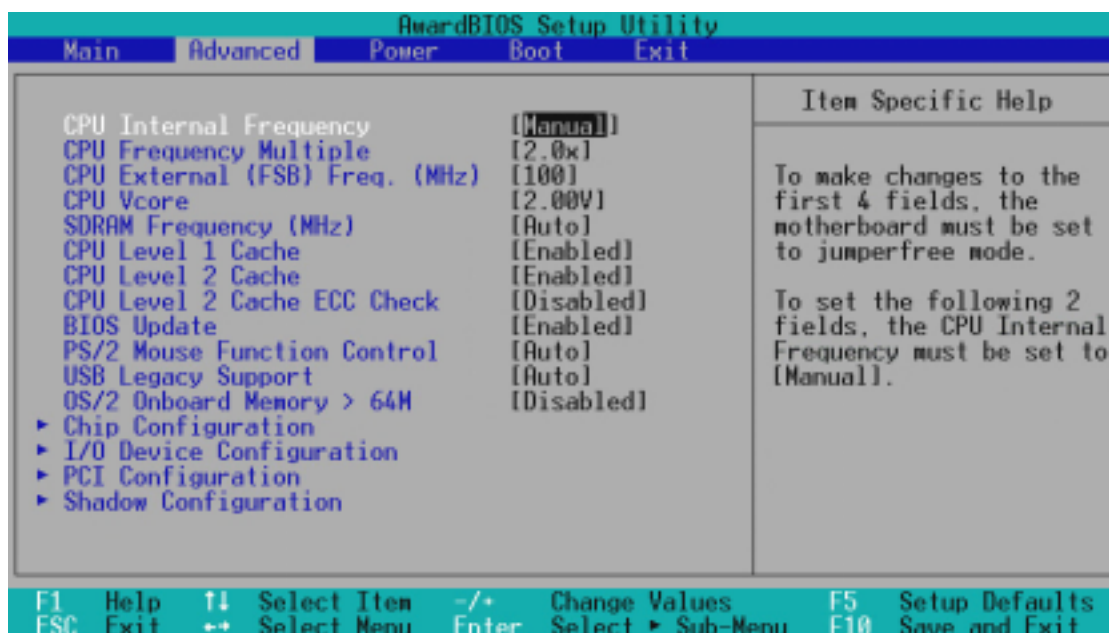 AwardBIOS Setup Utility
Main Advanced Power Boot Exit
CPU Internal Frequency [Manual]
CPU Frequency Multiple [2.0x]
CPU External (FSB) Freq. (MHz) [100]
CPU Vcore [2.00V]
SDRAM Frequency (MHz) [Auto]
CPU Level 1 Cache [Enabled]
CPU Level 2 Cache [Enabled]
CPU Level 2 Cache ECC Check [Disabled]
BIOS Update [Enabled]
PS/2 Mouse Function Control [Auto]
USB Legacy Support [Auto]
OS/2 Onboard Memory > 64M [Disabled]
► Chip Configuration
► I/O Device Configuration
► PCI Configuration
► Shadow Configuration
Item Specific Help
To make changes to the
first 4 fields, the
motherboard must be set
to jumperfree mode.
To set the following 2
fields, the CPU Internal
Frequency must be set to
[Manual].
F1 Help ↑↓ Select Item -/+ Change Values F5 Setup Defaults
ESC Exit ←→ Select Menu Enter Select ► Sub-Menu F10 Save and Exit